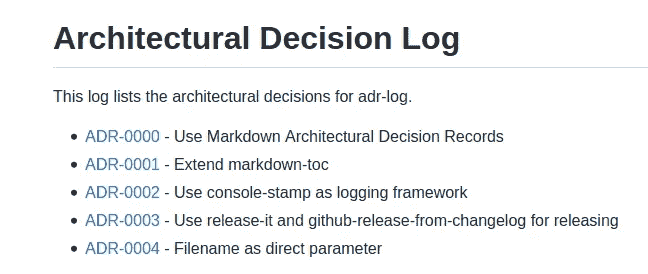 Architectural Decision Log
This log lists the architectural decisions for adr-log.
ADR-0000 - Use Markdown Architectural Decision Records
ADR-0001 - Extend markdown-toc
ADR-0002 - Use console-stamp as logging framework
ADR-0003 - Use release-it and github-release-from-changelog for releasing
ADR-0004 - Filename as direct parameter